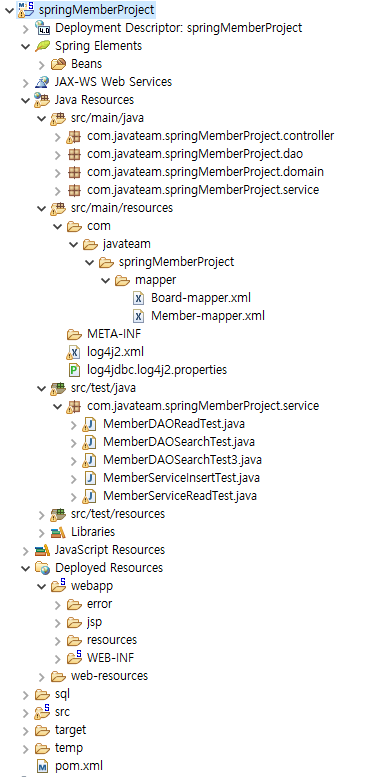 springMemberProject
Deployment Descriptor: springMemberProject
Spring Elements
Beans
JAX-WS Web Services
Java Resources
src/main/java
com.javateam.springMemberProject.controller
com.javateam.springMemberProject.dao
com.javateam.springMemberProject.domain
com.javateam.springMemberProject.service
src/main/resources
com
javateam
springMemberProject
mapper
Board-mapper.xml
Member-mapper.xml
META-INF
log4j2.xml
log4jdbc.log4j2.properties
src/test/java
com.javateam.springMemberProject.service
MemberDAOReadTest.java
MemberDAOSearchTest.java
MemberDAOSearchTest3.java
MemberServiceInsertTest.java
MemberServiceReadTest.java
src/test/resources
Libraries
JavaScript Resources
Deployed Resources
webapp
error
jsp
resources
WEB-INF
web-resources
sql
src
target
temp
pom.xml